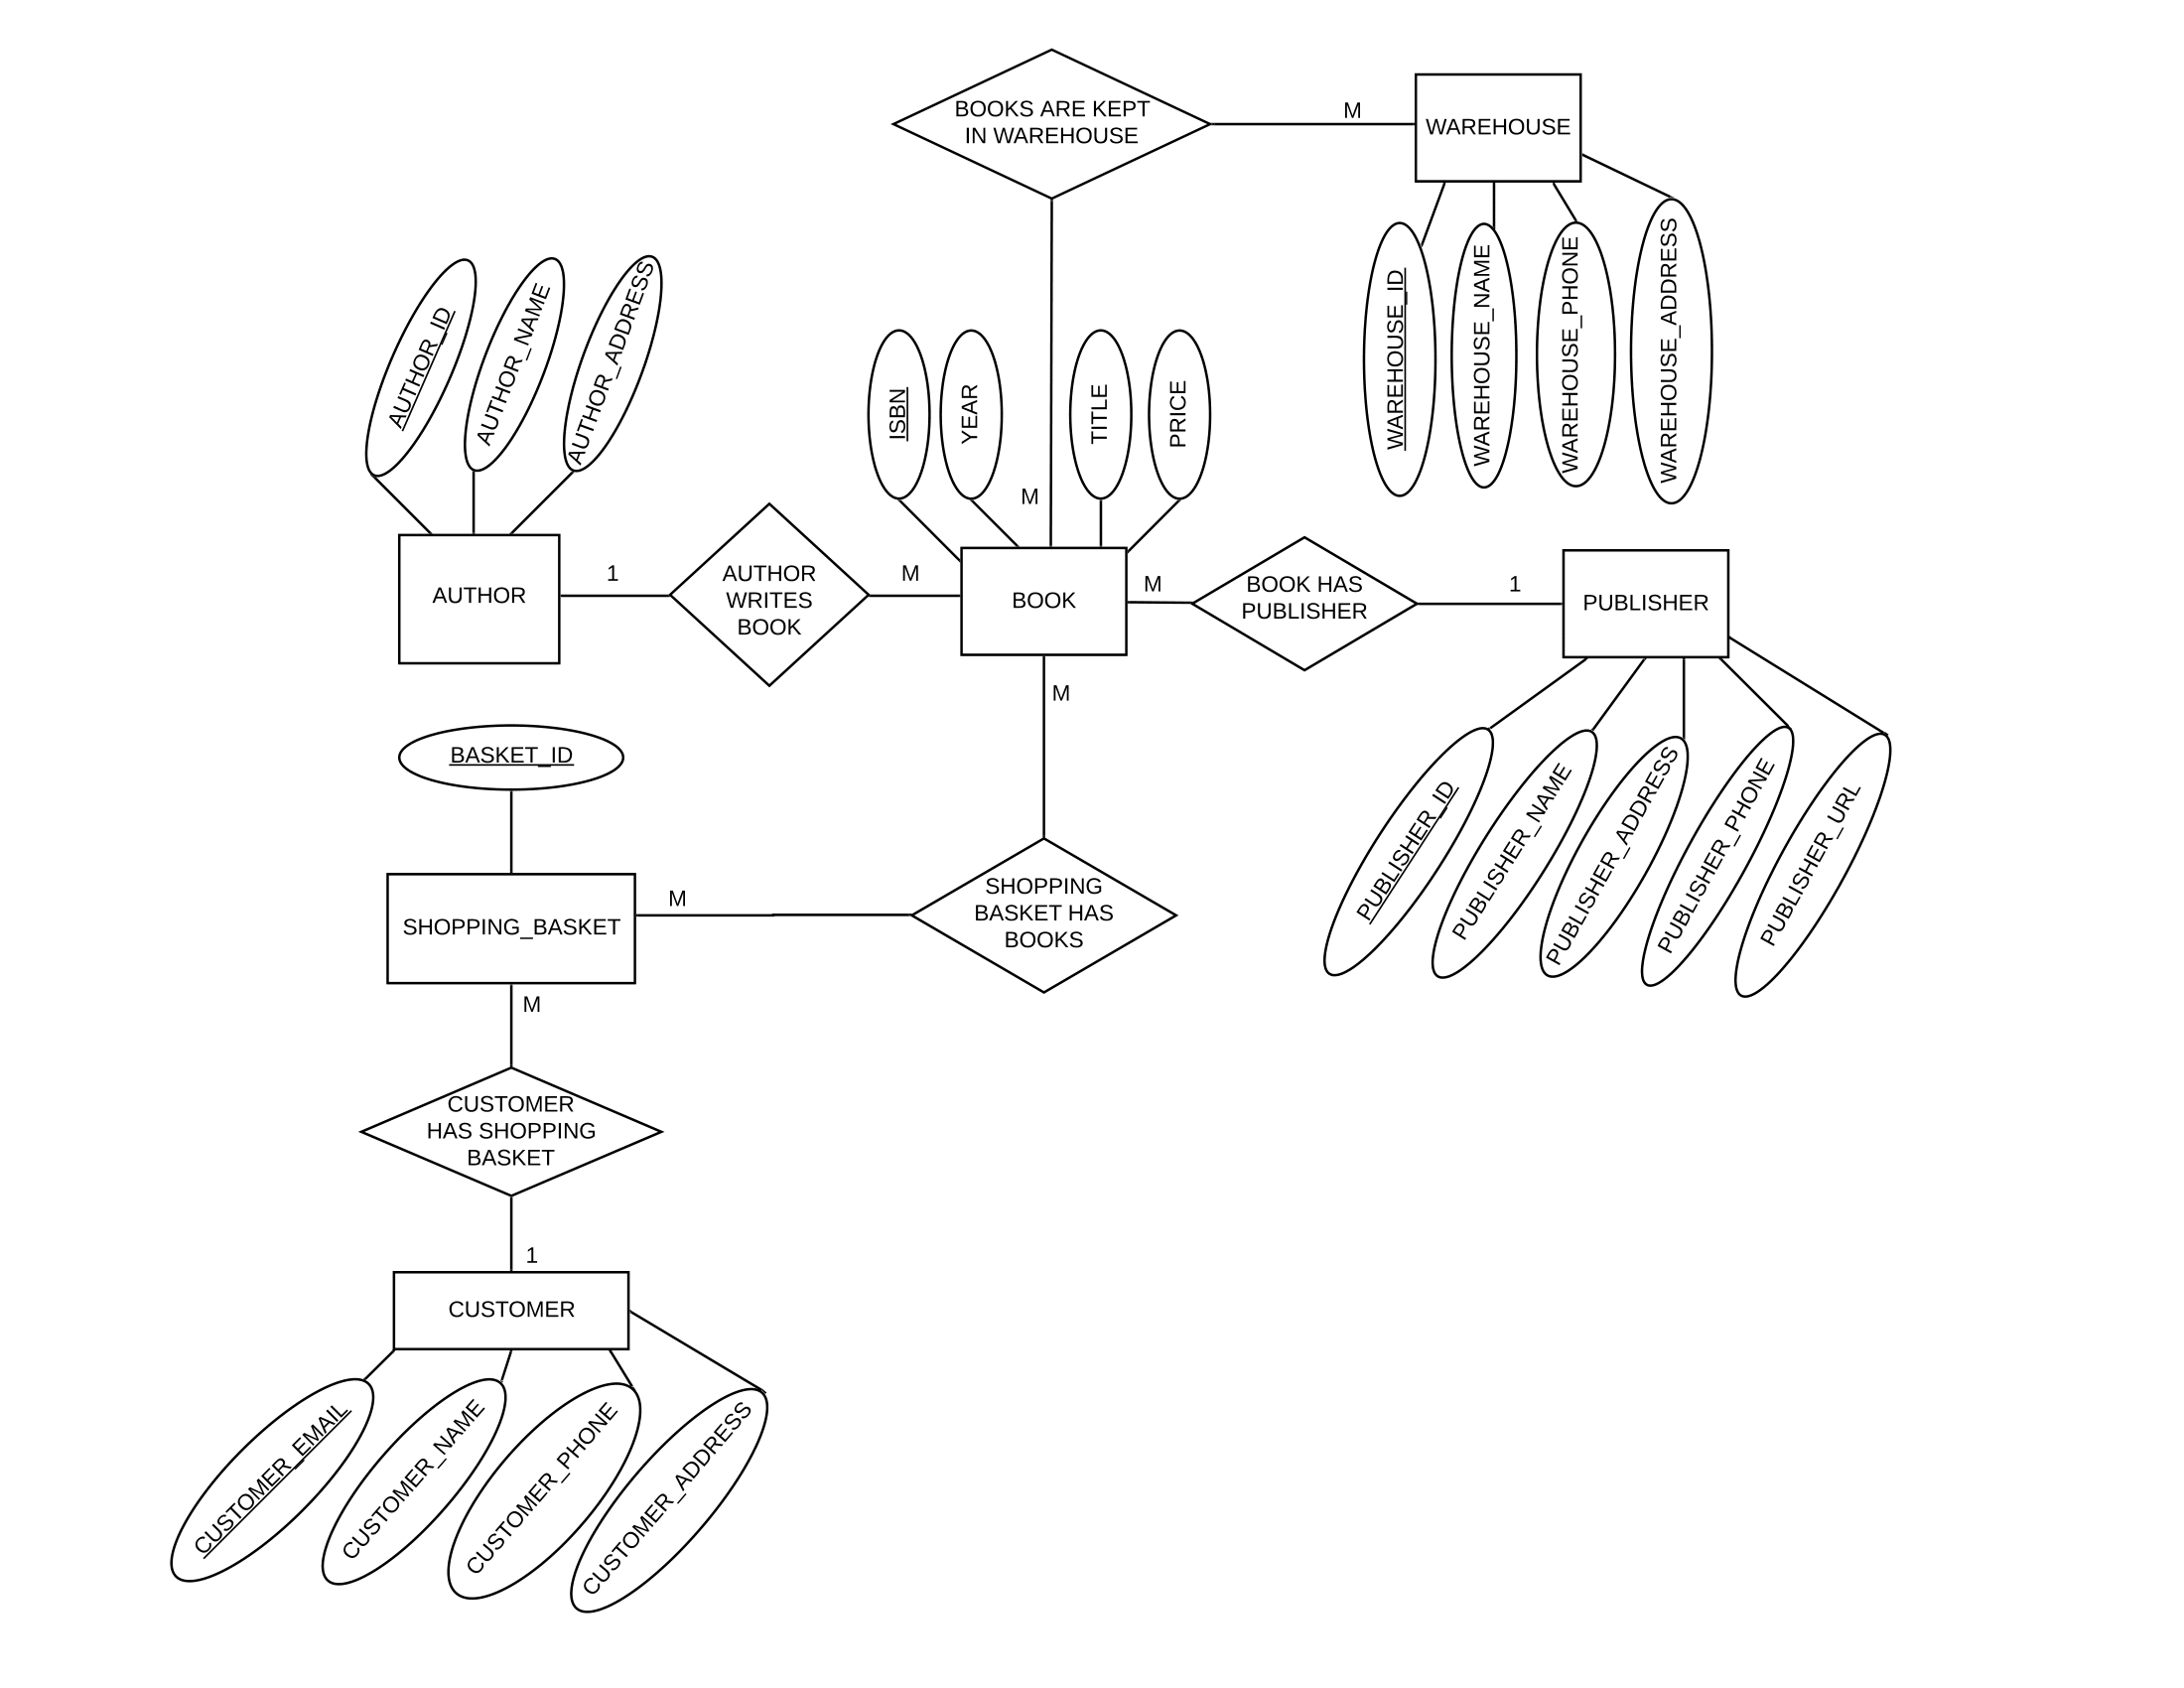 BOOKS ARE KEPT
IN WAREHOUSE
M
WAREHOUSE
WAREHOUSE_ID
WAREHOUSE_NAME
WAREHOUSE_PHONE
WAREHOUSE_ADDRESS
AUTHOR_ID
AUTHOR_NAME
AUTHOR_ADDRESS
ISBN
YEAR
TITLE
PRICE
M
AUTHOR
1
AUTHOR
WRITES
BOOK
M
BOOK
M
BOOK HAS
PUBLISHER
1
PUBLISHER
M
BASKET_ID
PUBLISHER_ID
PUBLISHER_NAME
PUBLISHER_ADDRESS
PUBLISHER_PHONE
PUBLISHER_URL
SHOPPING_BASKET
M
SHOPPING
BASKET HAS
BOOKS
M
CUSTOMER
HAS SHOPPING
BASKET
1
CUSTOMER
CUSTOMER_EMAIL
CUSTOMER_NAME
CUSTOMER_PHONE
CUSTOMER_ADDRESS